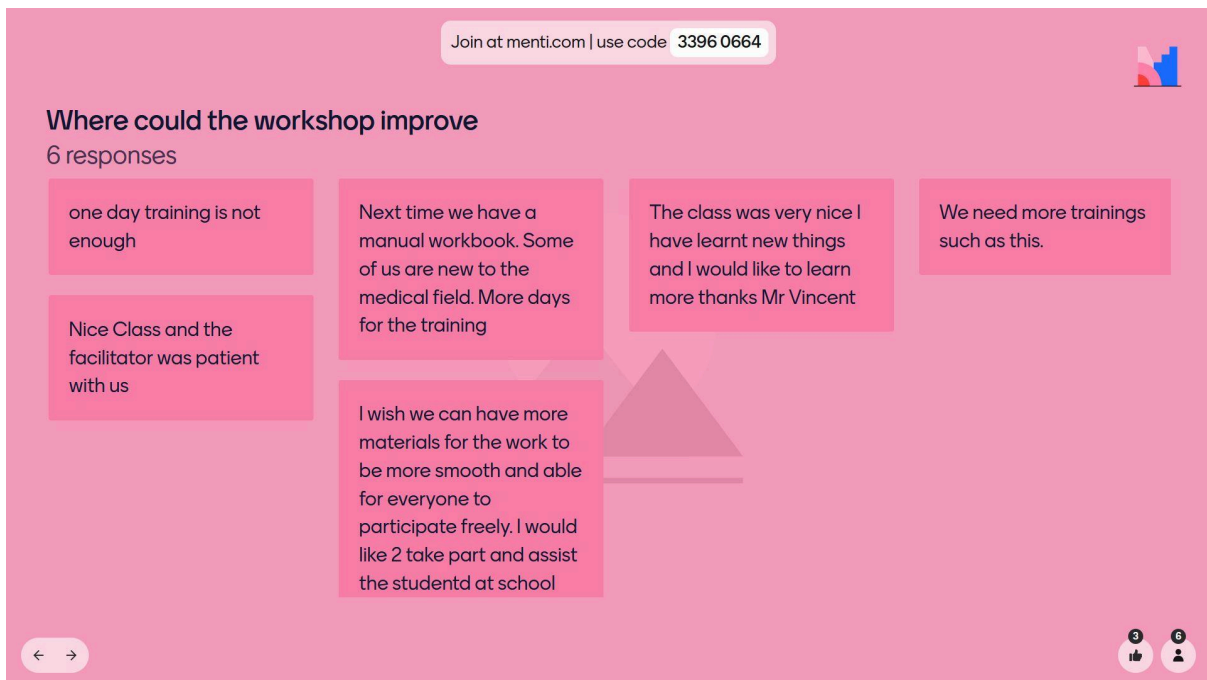 Join at menti.com | use code 3396 0664
Where could the workshop improve
6 responses
one day training is not
enough
Nice Class and the
facilitator was patient
with us
Next time we have a
manual workbook. Some
of us are new to the
medical field. More days
for the training
I wish we can have more
materials for the work to
be more smooth and able
for everyone to
participate freely. I would
like 2 take part and assist
the studentd at school
The class was very nice I
have learnt new things
and I would like to learn
more thanks Mr Vincent
We need more trainings
such as this.
3
6